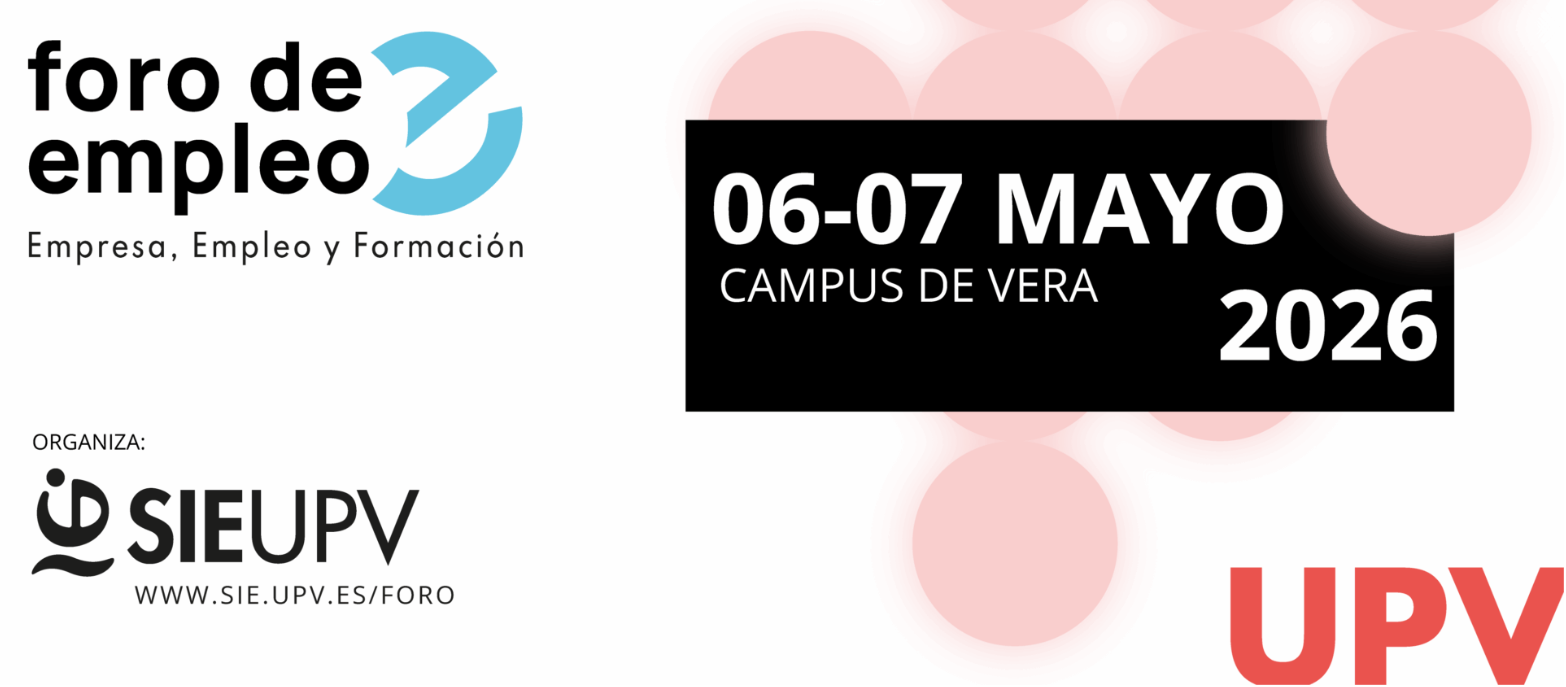 foro de
empleo
Empresa, Empleo y Formación
06-07 MAYO
CAMPUS DE VERA
2026
ORGANIZA:
SIEUPV
WWW.SIE.UPV.ES/FORO
UPV